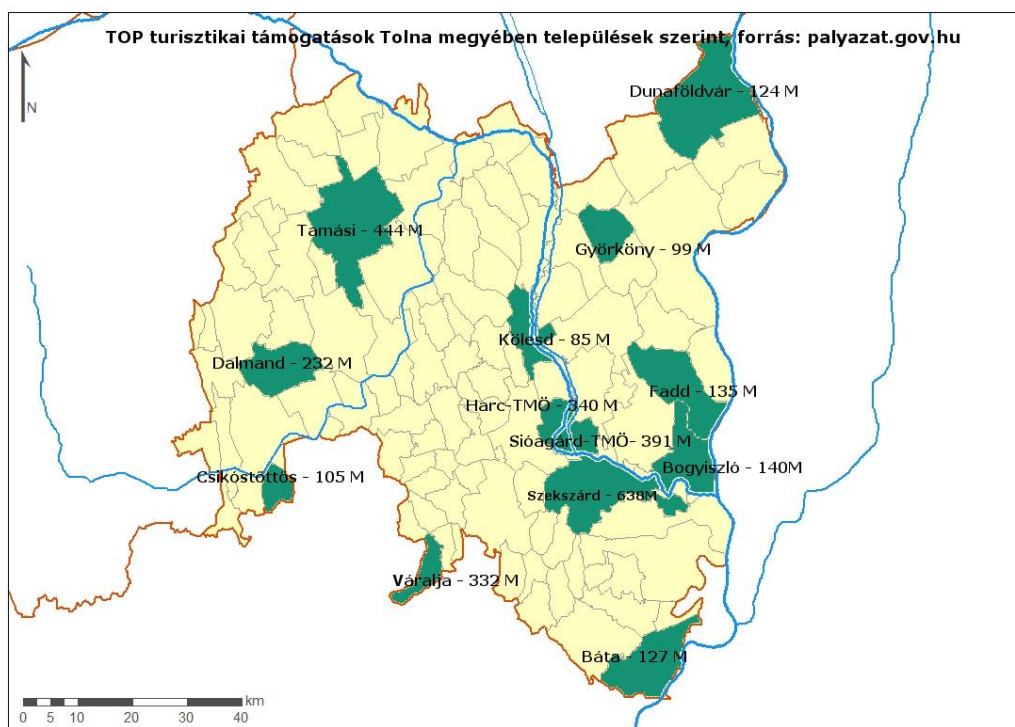 TOP turisztikai támogatások Tolna megyében települések szerint, forrás: palyazat.gov.hu
N
Dunaföldvár - 124 M
Tamási - 444 M
Györköny - 99 M
Kölesd - 85 M
Dalmand - 232 M
Fadd - 135 M
Harc-TMÖ - 340 M
Sióagárd-TMÖ- 391 M
Bogyiszló - 140M
Csikóstőttős - 105 M
Szekszárd - 638M
Váralja - 332 M
Báta - 127 M
km
0 5 10 20 30 40